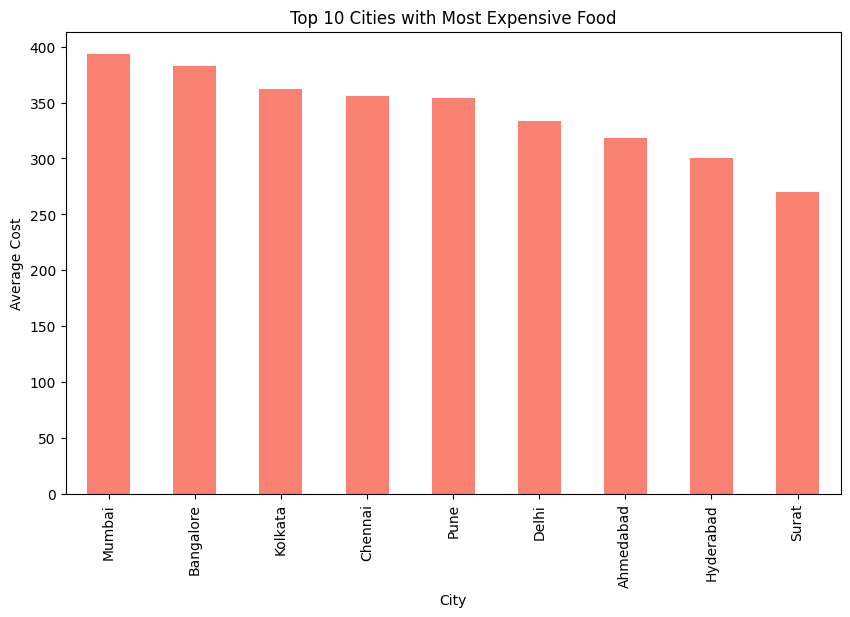 Top 10 Cities with Most Expensive Food
Average Cost
400
350
300
250
200
150
100
50
0
Mumbai
Bangalore
Kolkata
Chennai
Pune
Delhi
Ahmedabad
Hyderabad
Surat
City